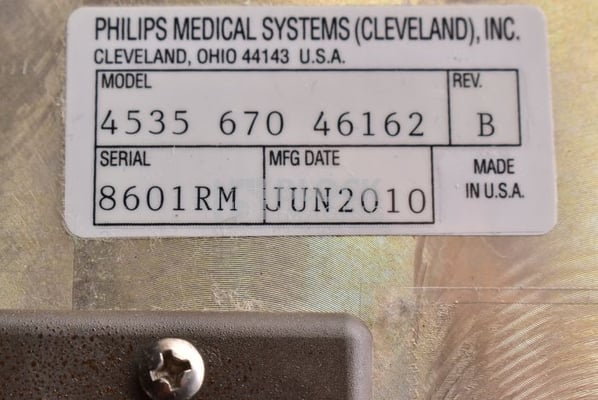 PHILIPS MEDICAL SYSTEMS (CLEVELAND), INC.
CLEVELAND, OHIO 44143 U.S.A.
MODEL REV.
4535 670 46162 B
SERIAL MFG DATE MADE
8601RM JUN2010 IN U.S.A.